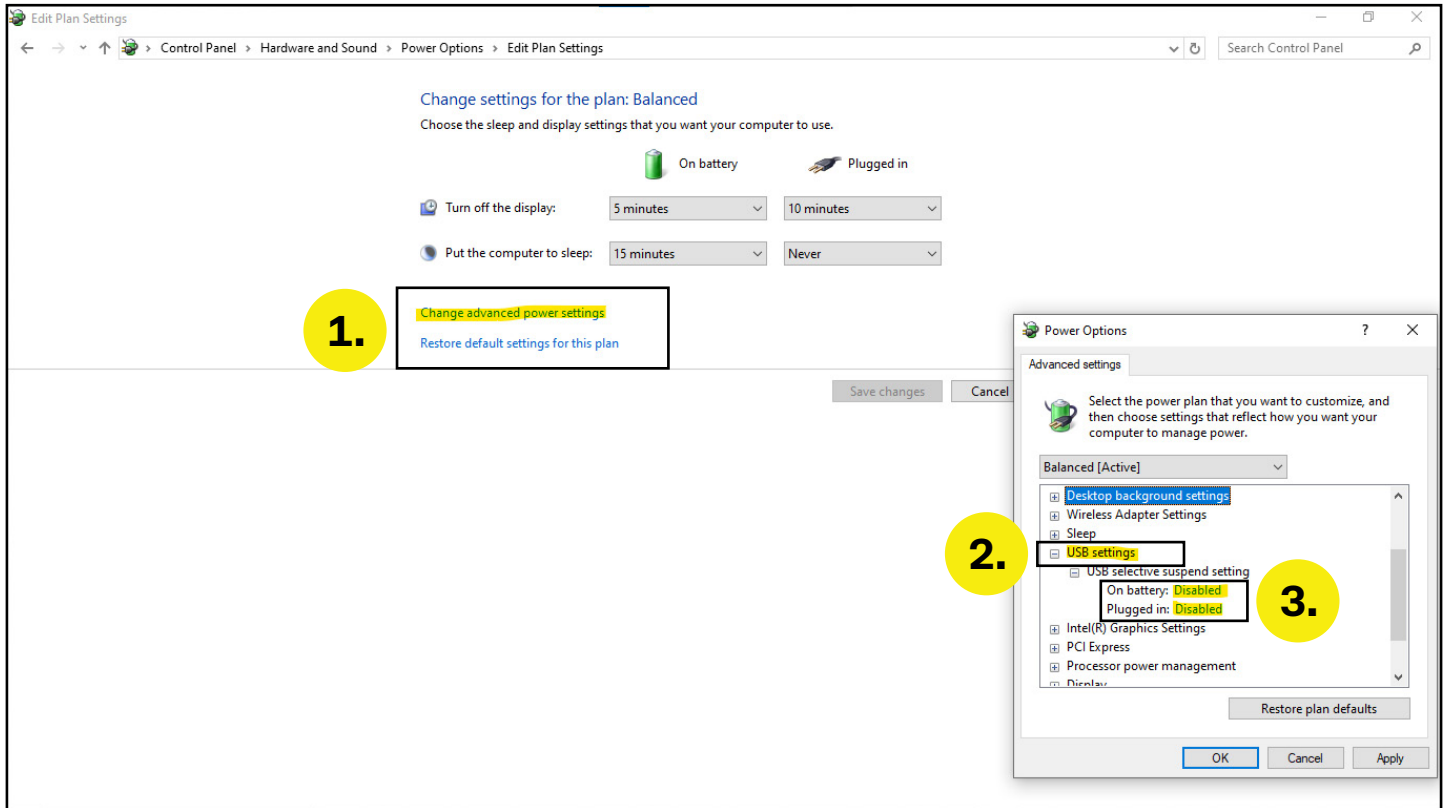 Edit Plan Settings
Control Panel > Hardware and Sound > Power Options > Edit Plan Settings
Search Control Panel
Change settings for the plan: Balanced
Choose the sleep and display settings that you want your computer to use.
On battery Plugged in
Turn off the display: 5 minutes 10 minutes
Put the computer to sleep: 15 minutes Never
1.
Change advanced power settings
Restore default settings for this plan
Save changes Cancel
Power Options ?
Advanced settings
Select the power plan that you want to customize, and
then choose settings that reflect how you want your
computer to manage power.
Balanced [Active]
Desktop background settings
Wireless Adapter Settings
Sleep
2.
USB settings
USB selective suspend setting
On battery: Disabled
Plugged in: Disabled
3.
Intel(R) Graphics Settings
PCI Express
Processor power management
Display
Restore plan defaults
OK Cancel Apply